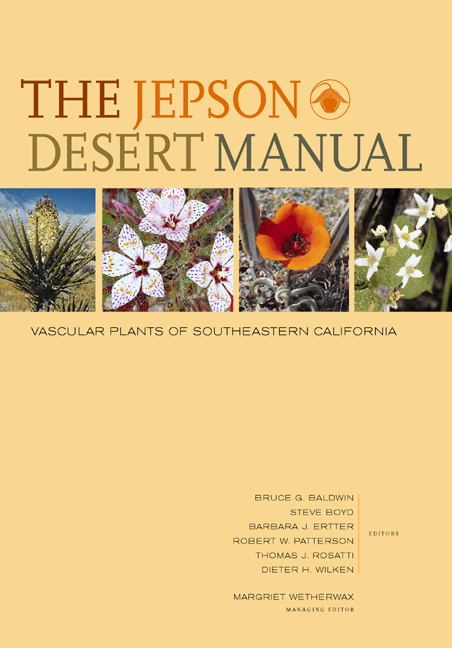 THE JEPSON
DESERT MANUAL
VASCULAR PLANTS OF SOUTHEASTERN CALIFORNIA
BRUCE G. BALDWIN
STEVE BOYD
BARBARA J. ERTTER
ROBERT W. PATTERSON
THOMAS J. ROSATTI
DIETER H. WILKEN
EDITORS
MARGRIET WETHERWAX
MANAGING EDITOR